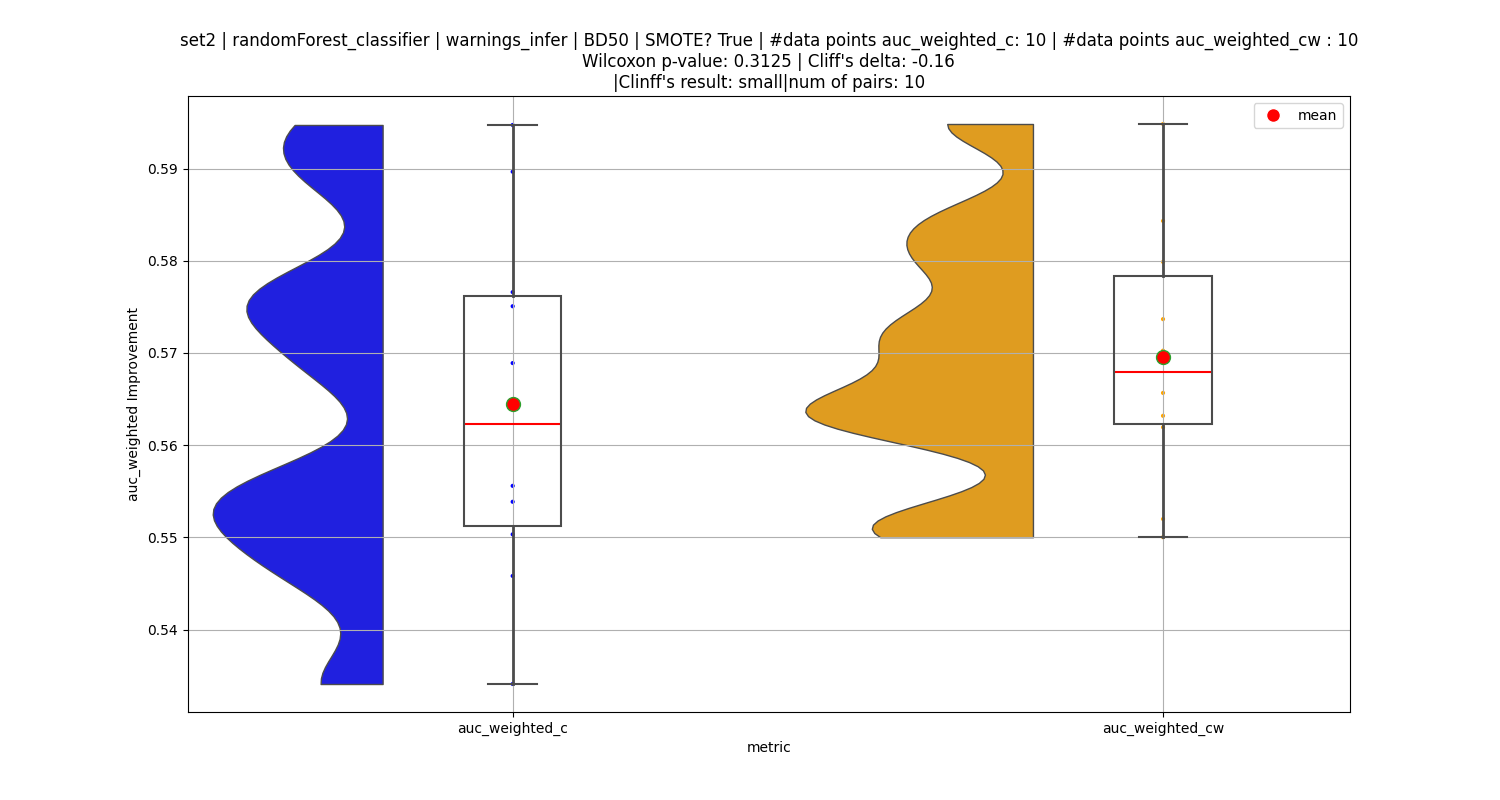 set2 | randomForest_classifier | warnings_infer | BD50 | SMOTE? True | #data points auc_weighted_c: 10 | #data points auc_weighted_cw : 10
Wilcoxon p-value: 0.3125 | Cliff's delta: -0.16
|Clinff's result: small|num of pairs: 10
mean
0.59
0.58
0.57
0.56
0.55
0.54
auc_weighted Improvement
auc_weighted_c
auc_weighted_cw
metric